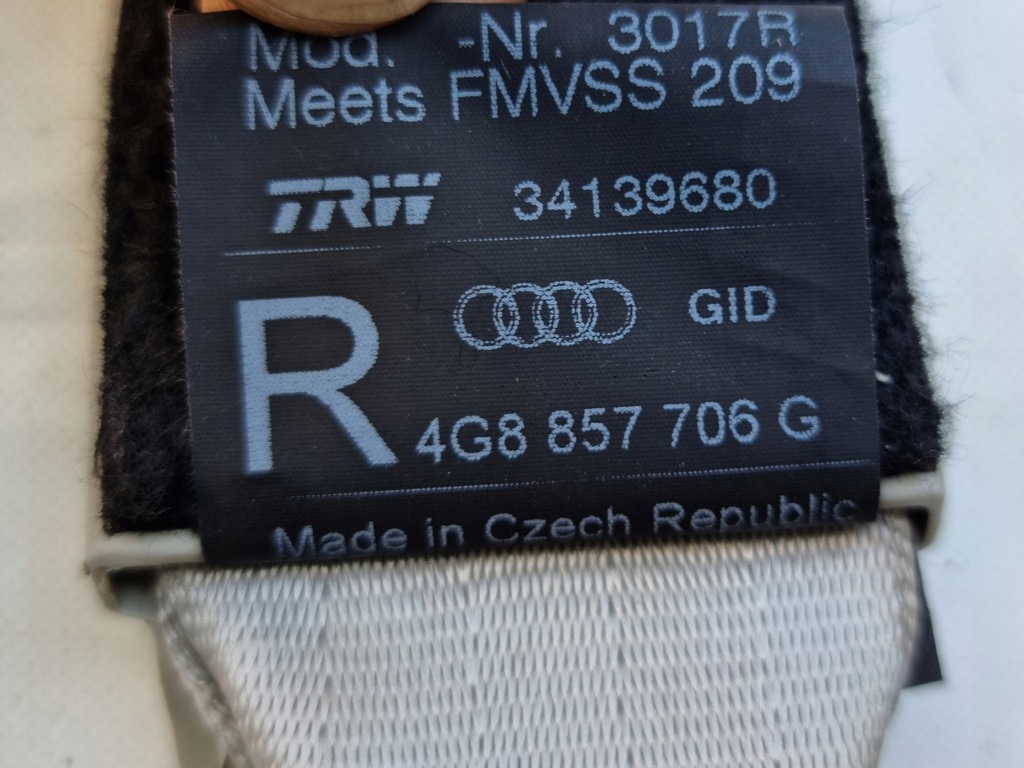 Mod. -Nr. 3017R
Meets FMVSS 209
TRW 34139680
GID
R
4G8 857 706 G
Made in Czech Republic